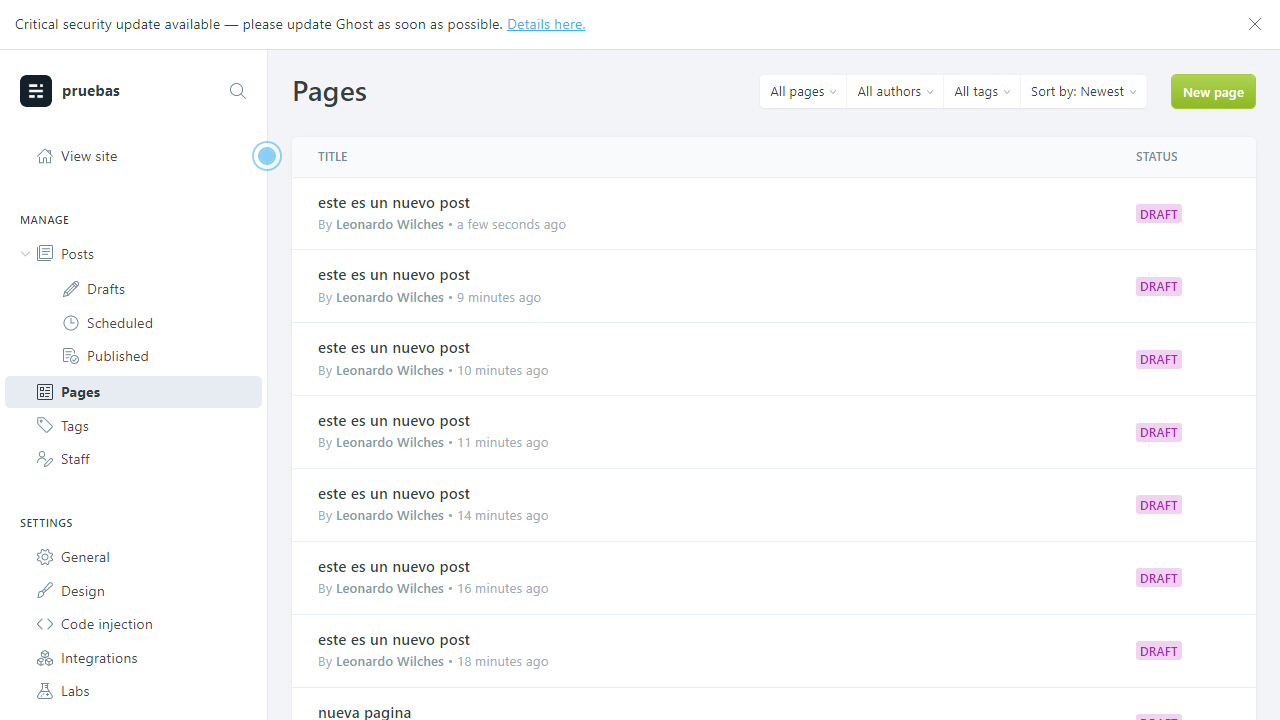 Critical security update available — please update Ghost as soon as possible. Details here.
pruebas
View site
MANAGE
Posts
Drafts
Scheduled
Published
Pages
Tags
Staff
SETTINGS
General
Design
Code injection
Integrations
Labs
Pages
All pages
All authors
All tags
Sort by: Newest
New page
TITLE STATUS
este es un nuevo post
By Leonardo Wilches • a few seconds ago
DRAFT
este es un nuevo post
By Leonardo Wilches • 9 minutes ago
DRAFT
este es un nuevo post
By Leonardo Wilches • 10 minutes ago
DRAFT
este es un nuevo post
By Leonardo Wilches • 11 minutes ago
DRAFT
este es un nuevo post
By Leonardo Wilches • 14 minutes ago
DRAFT
este es un nuevo post
By Leonardo Wilches • 16 minutes ago
DRAFT
este es un nuevo post
By Leonardo Wilches • 18 minutes ago
DRAFT
nueva pagina